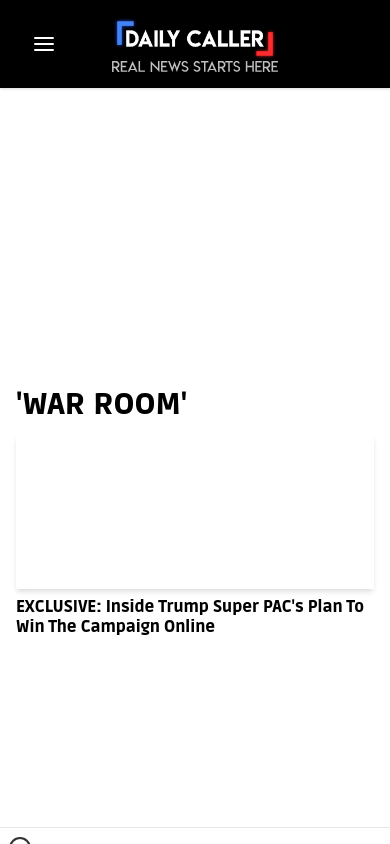 DAILY CALLER
REAL NEWS STARTS HERE
'WAR ROOM'
EXCLUSIVE: Inside Trump Super PAC's Plan To
Win The Campaign Online